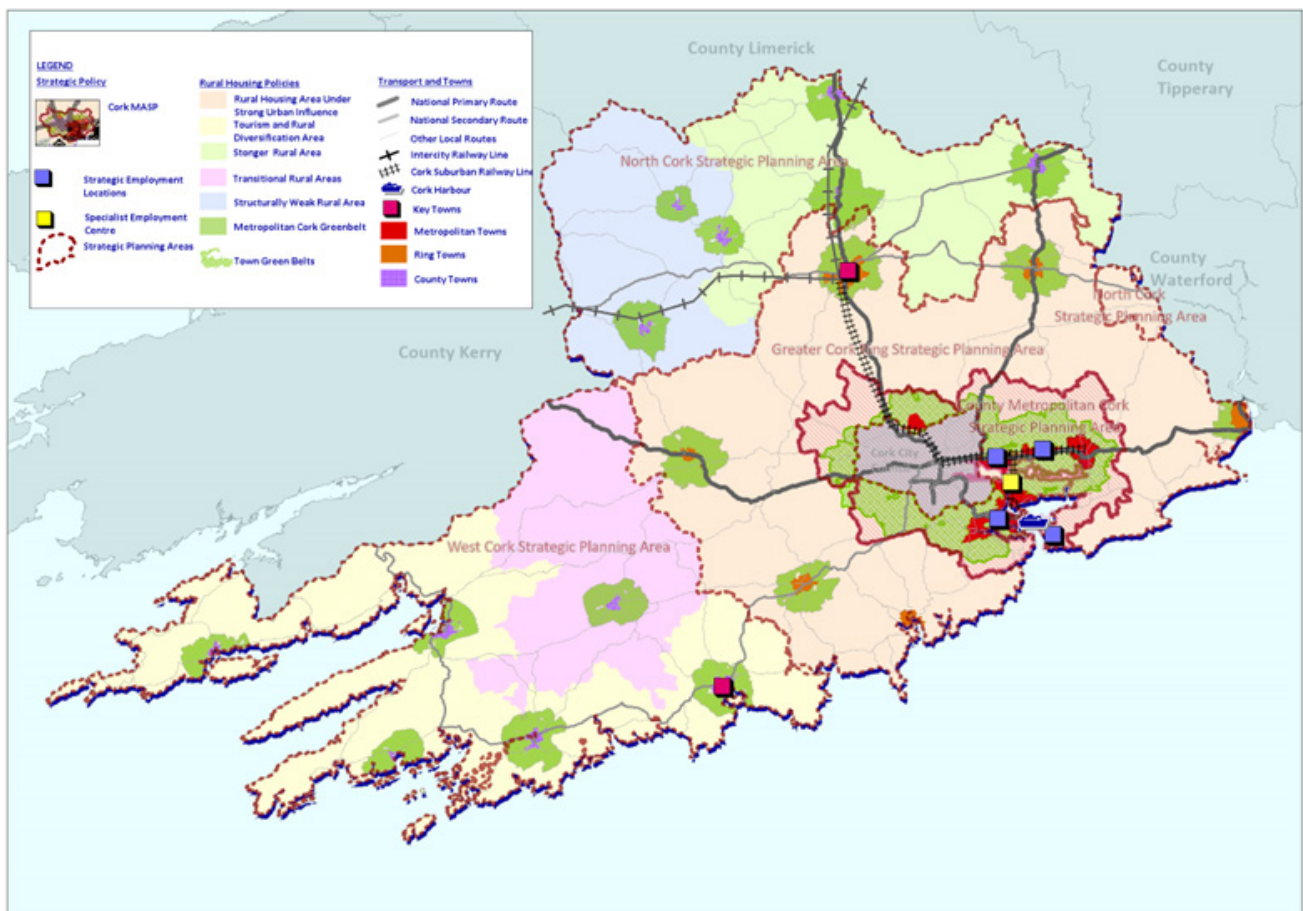 LEGEND
Strategic Policy
Cork MASP
Strategic Employment
Locations
Specialist Employment
Centre
Strategic Planning Areas
Rural Housing Policies
Rural Housing Area Under
Strong Urban Influence
Tourism and Rural
Diversification Area
Stonger Rural Area
Transitional Rural Areas
Structurally Weak Rural Area
Metropolitan Cork Greenbelt
Town Green Belts
Transport and Towns
National Primary Route
National Secondary Route
Other Local Routes
Intercity Railway Line
Cork Suburban Railway Line
Cork Harbour
Key Towns
Metropolitan Towns
Ring Towns
County Towns
County Limerick
County
Tipperary
North Cork Strategic Planning Area
County
Waterford
North Cork
Strategic Planning Area
County Kerry
Greater Cork Ring Strategic Planning Area
County Metropolitan Cork
Strategic Planning Area
Cork City
West Cork Strategic Planning Area